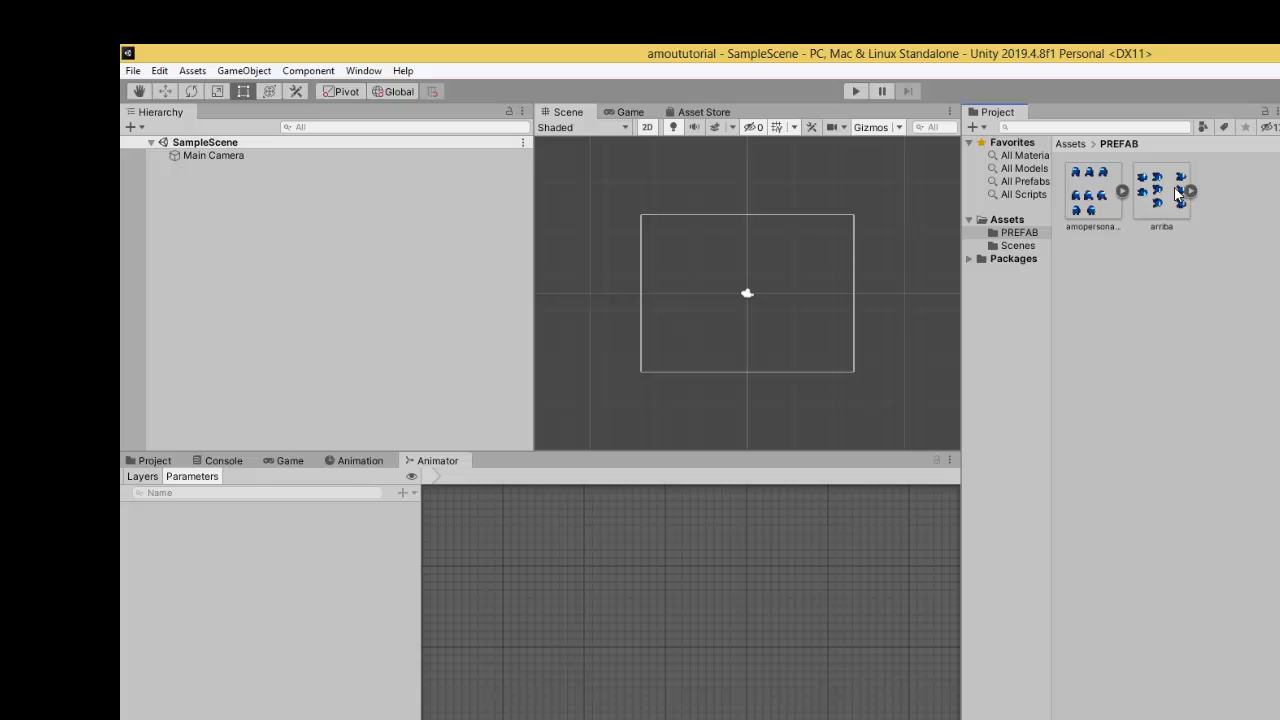 amoututorial - SampleScene - PC, Mac & Linux Standalone - Unity 2019.4.8f1 Personal <DX11>
File Edit Assets GameObject Component Window Help
Pivot Global
Hierarchy
All
SampleScene
Main Camera
Scene Game Asset Store
Shaded 2D 0 Gizmos All
Project
Favorites
All Materia
All Models
All Prefabs
All Scripts
Assets
PREFAB
Scenes
Packages
Assets > PREFAB
amopersona... arriba
Project Console Game Animation Animator
Layers Parameters
Name